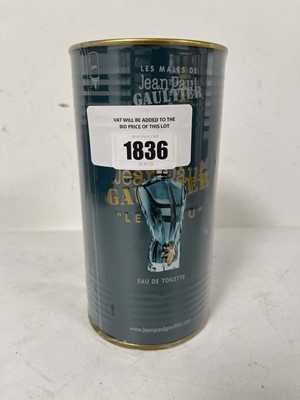 LES MALES DE
Jean Paul
GAULTIER
VAT WILL BE ADDED TO THE
BID PRICE OF THIS LOT
1836
Jean Paul
GAULTIER
"LE BEAU"
EAU DE TOILETTE
www.jeanpaulgaultier.com